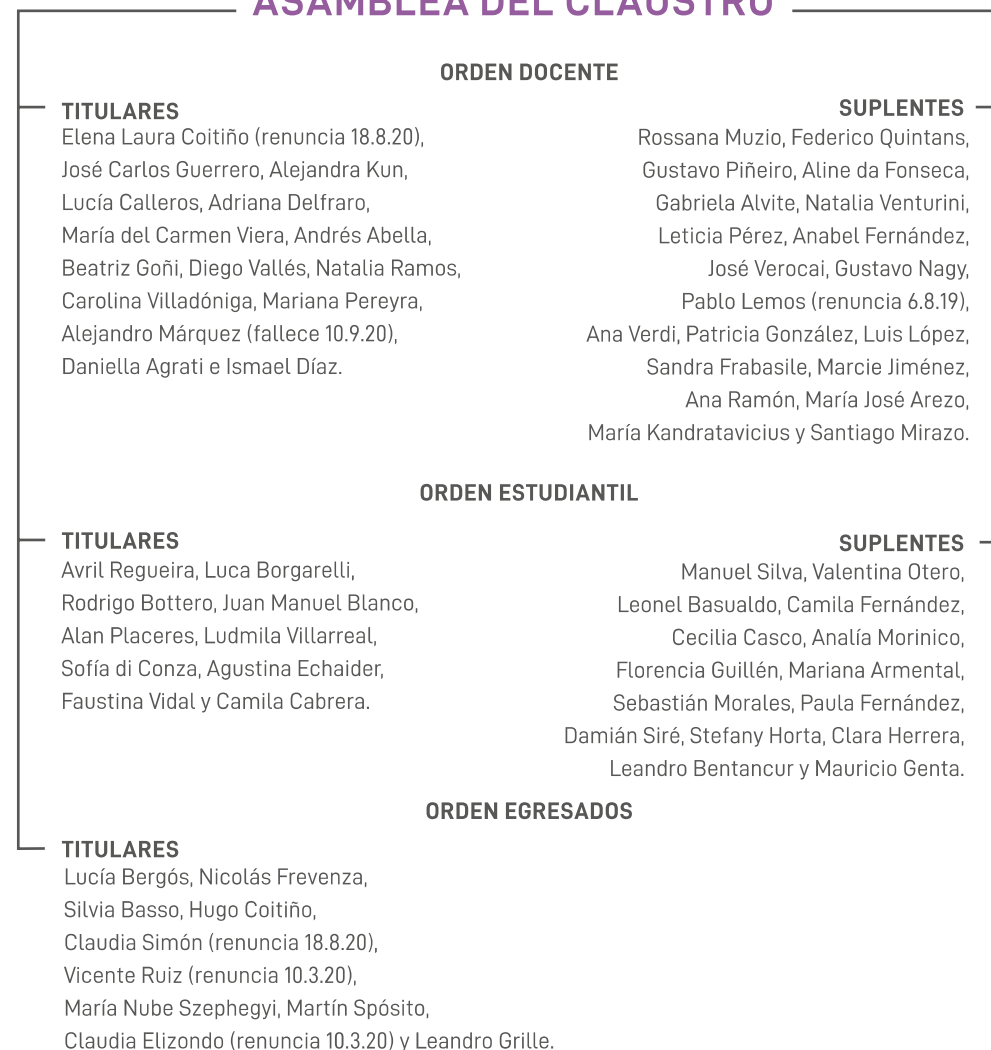 ASAMBLEA DEL CLAUSTRO
ORDEN DOCENTE
TITULARES
Elena Laura Coitiño (renuncia 18.8.20),
José Carlos Guerrero, Alejandra Kun,
Lucía Calleros, Adriana Delfraro,
María del Carmen Viera, Andrés Abella,
Beatriz Goñi, Diego Vallés, Natalia Ramos,
Carolina Villadóniga, Mariana Pereyra,
Alejandro Márquez (fallece 10.9.20),
Daniella Agrati e Ismael Díaz.
SUPLENTES
Rossana Muzio, Federico Quintans,
Gustavo Piñeiro, Aline da Fonseca,
Gabriela Alvite, Natalia Venturini,
Leticia Pérez, Anabel Fernández,
José Verocai, Gustavo Nagy,
Pablo Lemos (renuncia 6.8.19),
Ana Verdi, Patricia González, Luis López,
Sandra Frabasile, Marcie Jiménez,
Ana Ramón, María José Arezo,
María Kandratavicius y Santiago Mirazo.
ORDEN ESTUDIANTIL
TITULARES
Avril Regueira, Luca Borgarelli,
Rodrigo Bottero, Juan Manuel Blanco,
Alan Placeres, Ludmila Villarreal,
Sofía di Conza, Agustina Echaider,
Faustina Vidal y Camila Cabrera.
SUPLENTES
Manuel Silva, Valentina Otero,
Leonel Basualdo, Camila Fernández,
Cecilia Casco, Analía Morinico,
Florencia Guillén, Mariana Armental,
Sebastián Morales, Paula Fernández,
Damián Siré, Stefany Horta, Clara Herrera,
Leandro Bentancur y Mauricio Genta.
ORDEN EGRESADOS
TITULARES
Lucía Bergós, Nicolás Frevenza,
Silvia Basso, Hugo Coitiño,
Claudia Simón (renuncia 18.8.20),
Vicente Ruiz (renuncia 10.3.20),
María Nube Szephegyi, Martín Spósito,
Claudia Elizondo (renuncia 10.3.20) y Leandro Grille.